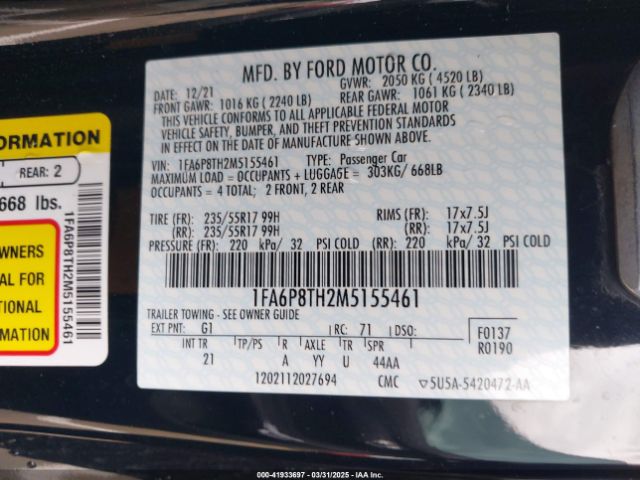 MFD. BY FORD MOTOR CO.
12/21 GVWR: 2050 KG ( 4520 LB)
FRONT GAWR: 1016 KG ( 2240 LB) REAR GAWR: 1061 KG ( 2340 LB)
THIS VEHICLE CONFORMS TO ALL APPLICABLE FEDERAL MOTOR
VEHICLE SAFETY, BUMPER, AND THEFT PREVENTION STANDARDS
IN EFFECT ON THE DATE OF MANUFACTURE SHOWN ABOVE.
VIN: 1FA6P8TH2M5155461 TYPE: Passenger Car
MAXIMUM LOAD = OCCUPANTS + LUGGAGE = 303KG/ 668LB
OCCUPANTS = 4 TOTAL; 2 FRONT, 2 REAR
TIRE (FR): 235/55R17 99H RIMS (FR): 17x7.5J
(RR): 235/55R17 99H (RR): 17x7.5J
PRESSURE (FR): 220 kPa/ 32 PSI COLD (RR): 220 kPa/ 32 PSI COLD
1FA6P8TH2M5155461
TRAILER TOWING - SEE OWNER GUIDE
EXT PNT: G1 RC: 71 DSO: F0137
R0190
INT TR TP/PS R AXLE TR SPR
21 A YY U 44AA
1202112027694 CMC 5U5A-5420472-AA
FORMATION
REAR: 2
668 lbs.
WNERS
AL FOR
TIONAL
MATION
1FA6P8TH2M5155461
00-41933697 - 03/31/2025 - IAA Inc.